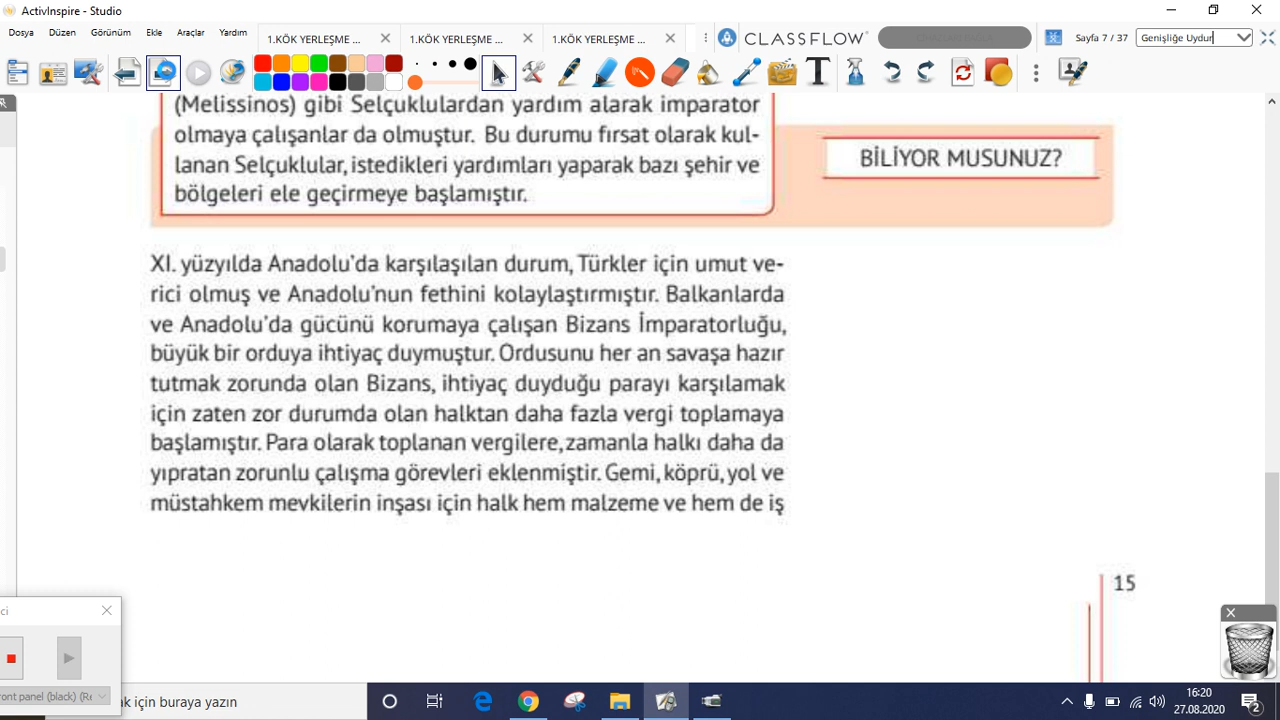 ActivInspire - Studio
Dosya Düzen Görünüm Ekle Araçlar Yardım
1.KÖK YERLEŞME ... 1.KÖK YERLEŞME ... 1.KÖK YERLEŞME ...
CLASSFLOW
Sayfa 7 / 37
Genişliğe Uydur
(Melissinos) gibi Selçuklulardan yardım alarak imparator
olmaya çalışanlar da olmuştur. Bu durumu fırsat olarak kul-
lanan Selçuklular, istedikleri yardımları yaparak bazı şehir ve
bölgeleri ele geçirmeye başlamıştır.
BİLİYOR MUSUNUZ?
XI. yüzyılda Anadolu'da karşılaşılan durum, Türkler için umut ve-
rici olmuş ve Anadolu'nun fethini kolaylaştırmıştır. Balkanlarda
ve Anadolu'da gücünü korumaya çalışan Bizans İmparatorluğu,
büyük bir orduya ihtiyaç duymuştur. Ordusunu her an savaşa hazır
tutmak zorunda olan Bizans, ihtiyaç duyduğu parayı karşılamak
için zaten zor durumda olan halktan daha fazla vergi toplamaya
başlamıştır. Para olarak toplanan vergilere, zamanla halkı daha da
yıpratan zorunlu çalışma görevleri eklenmiştir. Gemi, köprü, yol ve
müstahkem mevkilerin inşası için halk hem malzeme ve hem de iş
15
ci
ront panel (black) (Re
ak için buraya yazın
16:20
27.08.2020
2